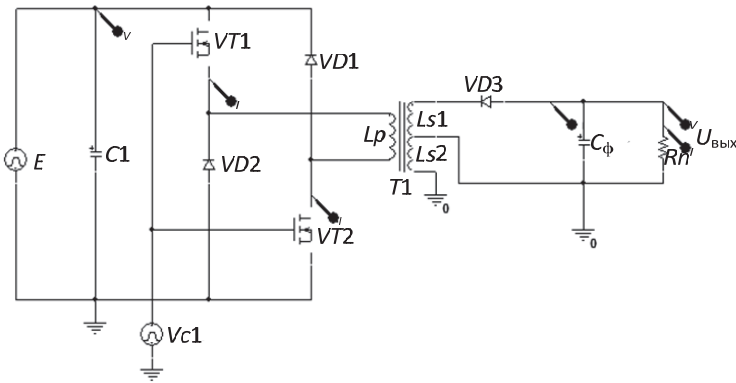 V
VT1
VD1
I
VD3
V
E
C1
VD2
Lp
Ls1
Ls2
Cф
Rн
I
Uвых
T1
0
I
VT2
0
Vc1